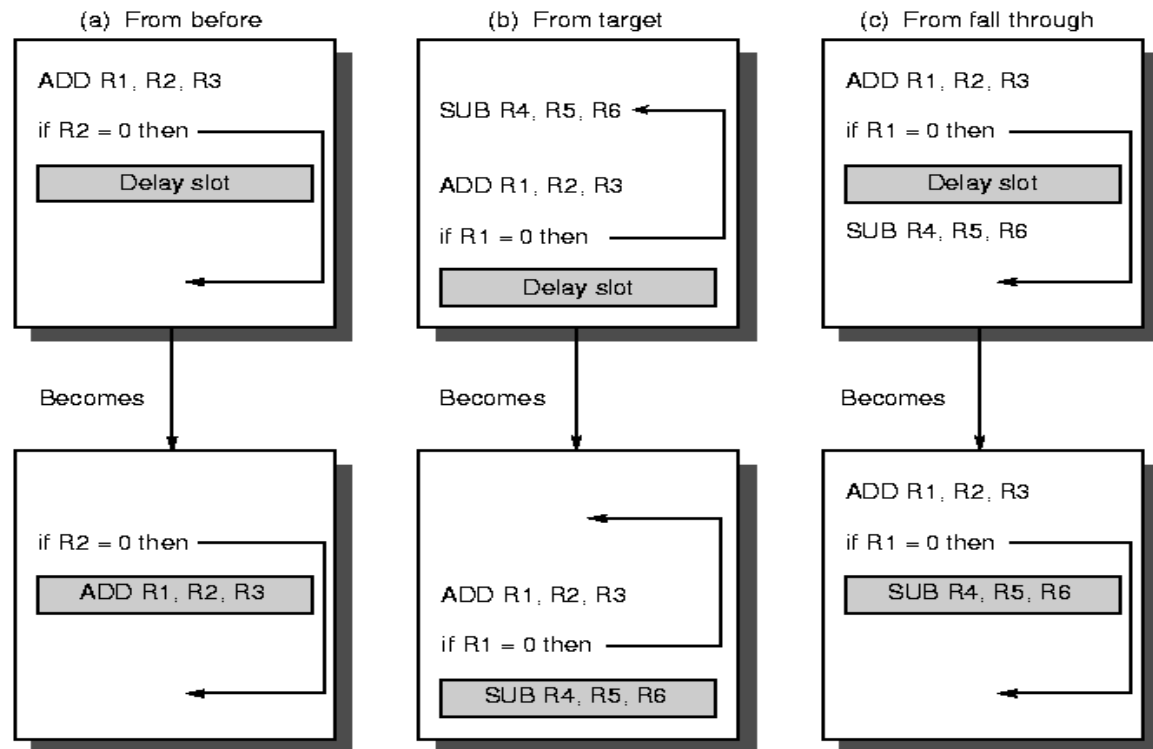 (a) From before
ADD R1, R2, R3
if R2 = 0 then
Delay slot
Becomes
if R2 = 0 then
ADD R1, R2, R3
(b) From target
SUB R4, R5, R6
ADD R1, R2, R3
if R1 = 0 then
Delay slot
Becomes
ADD R1, R2, R3
if R1 = 0 then
SUB R4, R5, R6
(c) From fall through
ADD R1, R2, R3
if R1 = 0 then
Delay slot
SUB R4, R5, R6
Becomes
ADD R1, R2, R3
if R1 = 0 then
SUB R4, R5, R6